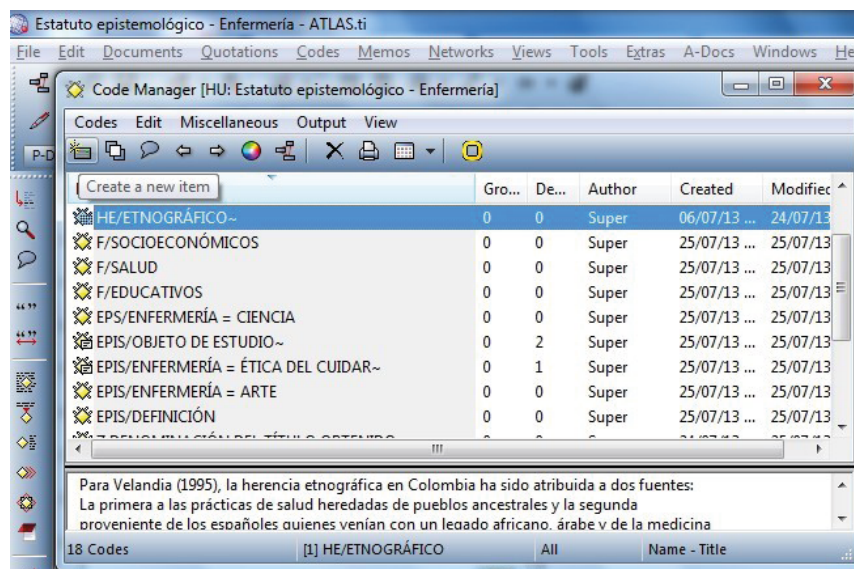 Estatuto epistemológico - Enfermería - ATLAS.ti
File Edit Documents Quotations Codes Memos Networks Views Tools Extras A-Docs Windows He
Code Manager [HU: Estatuto epistemológico - Enfermería]
Codes Edit Miscellaneous Output View
P-D
Create a new item Gro... De... Author Created Modified
HE/ETNOGRÁFICO~ 0 0 Super 06/07/13 ... 24/07/13
F/SOCIOECONÓMICOS 0 0 Super 25/07/13 ... 25/07/13
F/SALUD 0 0 Super 25/07/13 ... 25/07/13
F/EDUCATIVOS 0 0 Super 25/07/13 ... 25/07/13
EPS/ENFERMERÍA = CIENCIA 0 0 Super 25/07/13 ... 25/07/13
EPIS/OBJETO DE ESTUDIO~ 0 2 Super 25/07/13 ... 25/07/13
EPIS/ENFERMERÍA = ÉTICA DEL CUIDAR~ 0 1 Super 25/07/13 ... 25/07/13
EPIS/ENFERMERÍA = ARTE 0 0 Super 25/07/13 ... 25/07/13
EPIS/DEFINICIÓN 0 0 Super 25/07/13 ... 25/07/13
Para Velandia (1995), la herencia etnográfica en Colombia ha sido atribuida a dos fuentes:
La primera a las prácticas de salud heredadas de pueblos ancestrales y la segunda
proveniente de los españoles quienes venían con un legado africano, árabe y de la medicina
18 Codes [1] HE/ETNOGRÁFICO All Name - Title